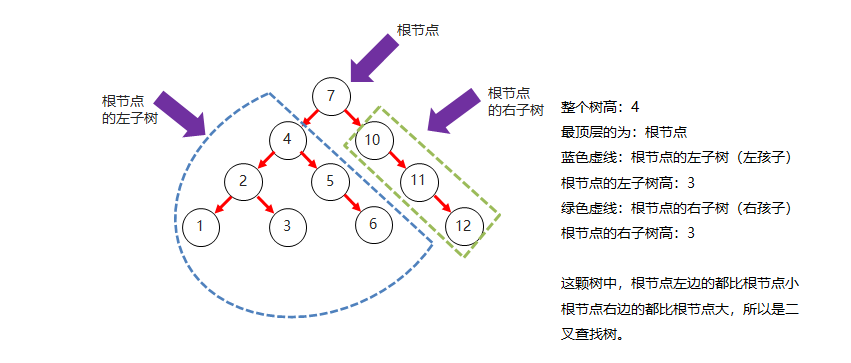 根节点
根节点
的左子树
根节点
的右子树
7
4
10
2
5
11
1
3
6
12
整个树高：4
最顶层的为：根节点
蓝色虚线：根节点的左子树（左孩子）
根节点的左子树高：3
绿色虚线：根节点的右子树（右孩子）
根节点的右子树高：3
这颗树中，根节点左边的都比根节点小
根节点右边的都比根节点大，所以是二
叉查找树。